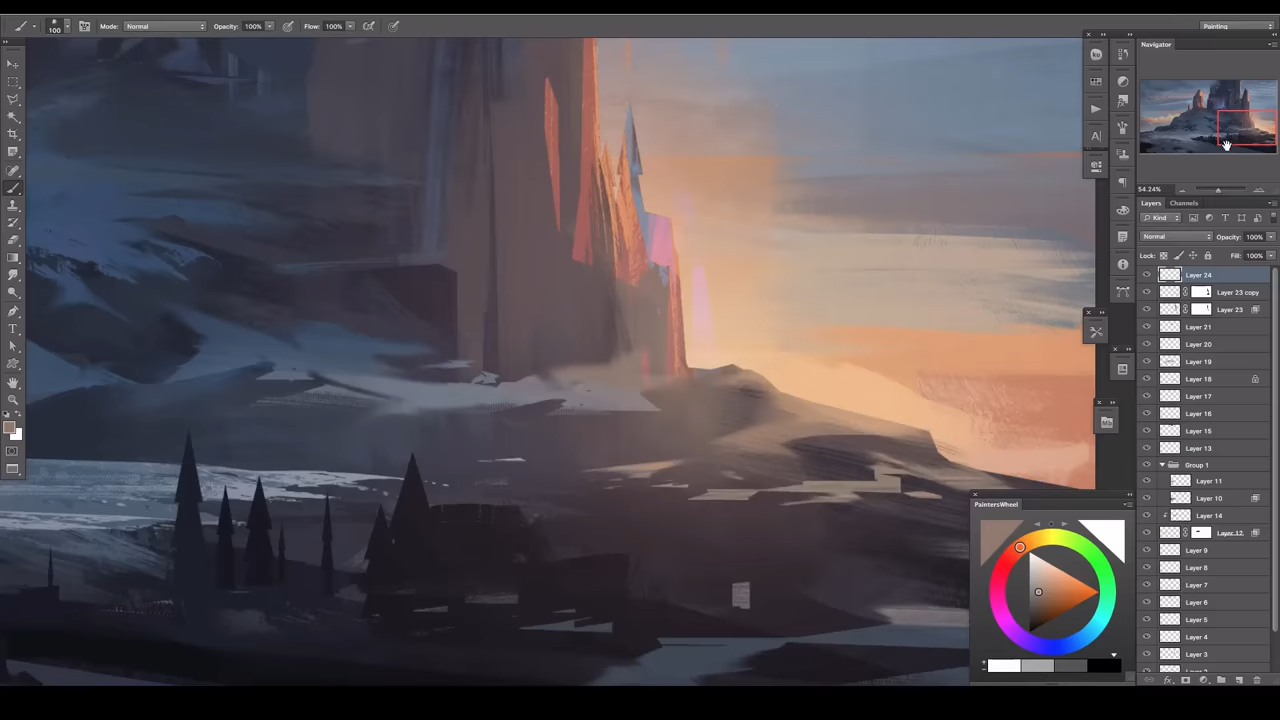 100 Mode: Normal Opacity: 100% Flow: 100% Painting
Navigator
54.24%
Layers Channels
Kind
Normal Opacity: 100%
Lock: Fill: 100%
Layer 24
Layer 23 copy
Layer 23
Layer 21
Layer 20
Layer 19
Layer 18
Layer 17
Layer 16
Layer 15
Layer 13
Group 1
Layer 11
Layer 10
Layer 14
Layer 12
Layer 9
Layer 8
Layer 7
Layer 6
Layer 5
Layer 4
Layer 3
PaintersWheel